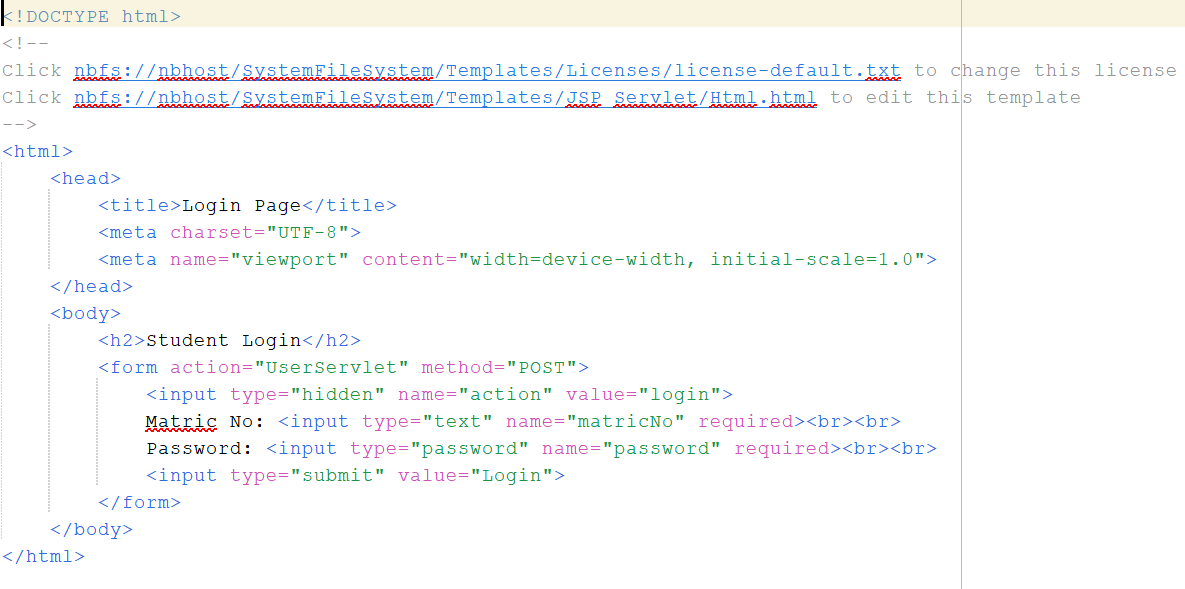 <!DOCTYPE html>
<!--
Click nbfs://nbhost/SystemFileSystem/Templates/Licenses/license-default.txt to change this license
Click nbfs://nbhost/SystemFileSystem/Templates/JSP_Servlet/Html.html to edit this template
-->
<html>
    <head>
        <title>Login Page</title>
        <meta charset="UTF-8">
        <meta name="viewport" content="width=device-width, initial-scale=1.0">
    </head>
    <body>
        <h2>Student Login</h2>
        <form action="UserServlet" method="POST">
            <input type="hidden" name="action" value="login">
            Matric No: <input type="text" name="matricNo" required><br><br>
            Password: <input type="password" name="password" required><br><br>
            <input type="submit" value="Login">
        </form>
    </body>
</html>